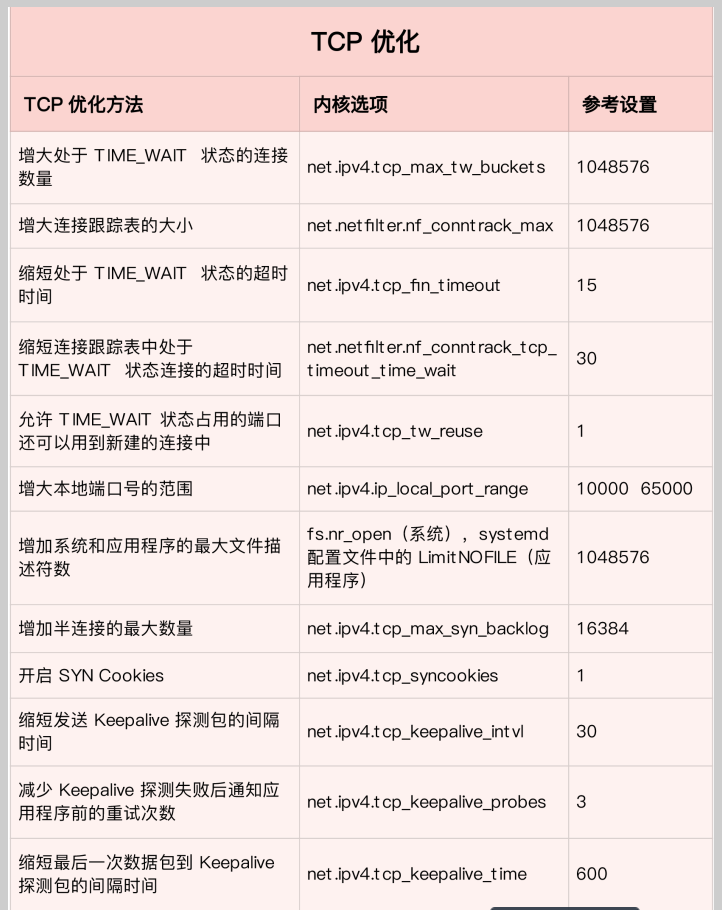 TCP 优化
TCP 优化方法 内核选项 参考设置
增大处于 TIME_WAIT 状态的连接
数量
net.ipv4.tcp_max_tw_buckets
1048576
增大连接跟踪表的大小
net.netfilter.nf_conntrack_max
1048576
缩短处于 TIME_WAIT 状态的超时
时间
net.ipv4.tcp_fin_timeout
15
缩短连接跟踪表中处于
TIME_WAIT 状态连接的超时时间
net.netfilter.nf_conntrack_tcp_
timeout_time_wait
30
允许 TIME_WAIT 状态占用的端口
还可以用到新建的连接中
net.ipv4.tcp_tw_reuse
1
增大本地端口号的范围
net.ipv4.ip_local_port_range
10000 65000
增加系统和应用程序的最大文件描
述符数
fs.nr_open（系统），systemd
配置文件中的 LimitNOFILE（应
用程序）
1048576
增加半连接的最大数量
net.ipv4.tcp_max_syn_backlog
16384
开启 SYN Cookies
net.ipv4.tcp_syncookies
1
缩短发送 Keepalive 探测包的间隔
时间
net.ipv4.tcp_keepalive_intvl
30
减少 Keepalive 探测失败后通知应
用程序前的重试次数
net.ipv4.tcp_keepalive_probes
3
缩短最后一次数据包到 Keepalive
探测包的间隔时间
net.ipv4.tcp_keepalive_time
600